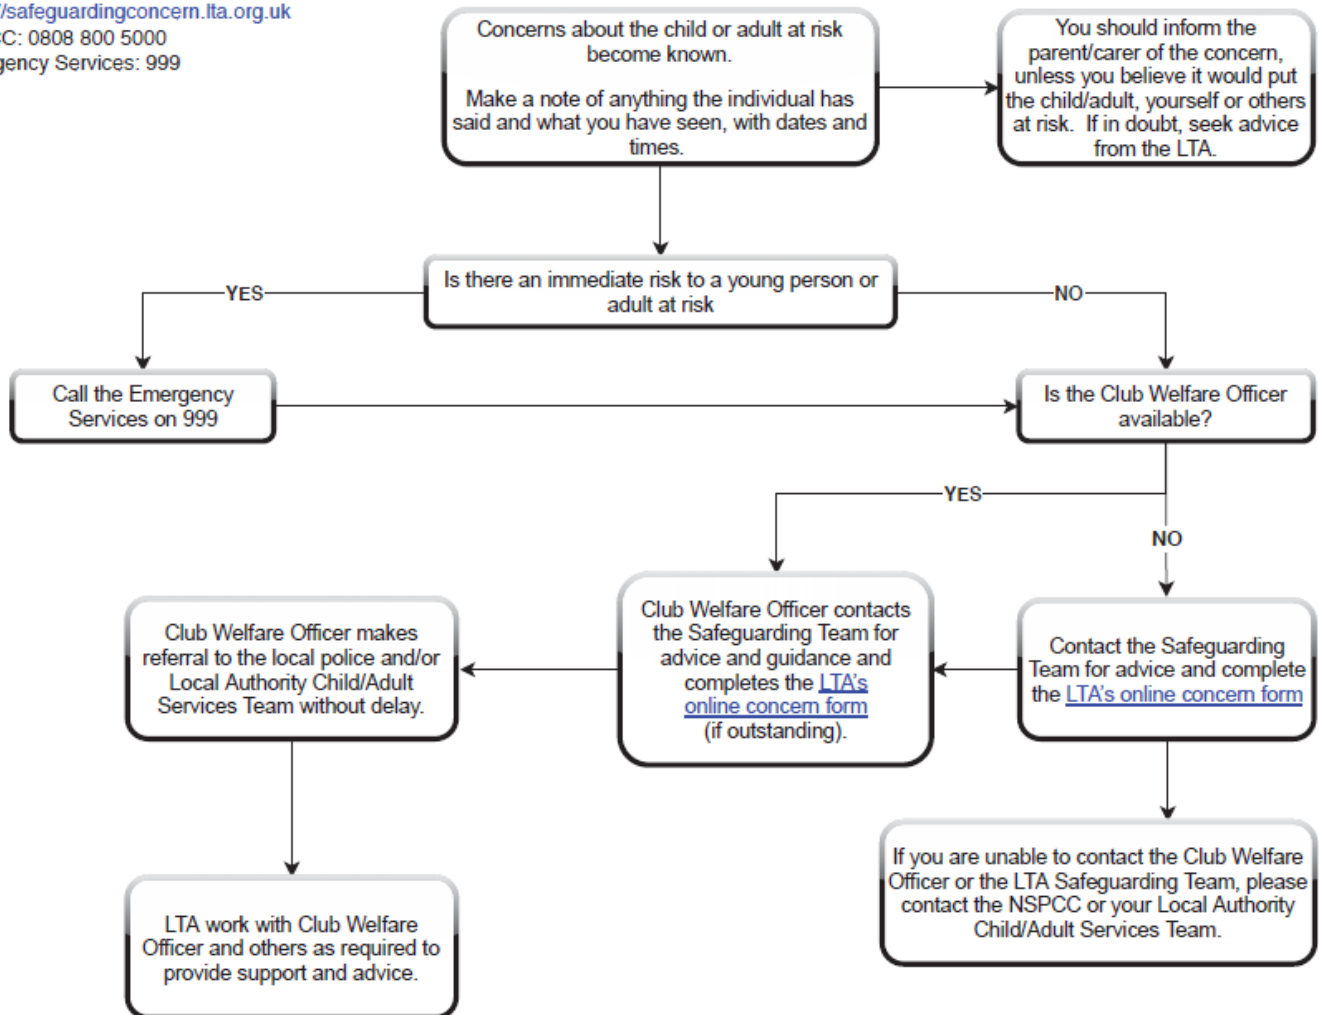 //safeguardingconcern.lta.org.uk
CC: 0808 800 5000
gency Services: 999
Concerns about the child or adult at risk
become known.
Make a note of anything the individual has
said and what you have seen, with dates and
times.
You should inform the
parent/carer of the concern,
unless you believe it would put
the child/adult, yourself or others
at risk. If in doubt, seek advice
from the LTA.
Is there an immediate risk to a young person or
adult at risk
YES
NO
Call the Emergency
Services on 999
Is the Club Welfare Officer
available?
YES
NO
Club Welfare Officer makes
referral to the local police and/or
Local Authority Child/Adult
Services Team without delay.
Club Welfare Officer contacts
the Safeguarding Team for
advice and guidance and
completes the LTA's
online concern form
(if outstanding).
Contact the Safeguarding
Team for advice and complete
the LTA's online concern form
If you are unable to contact the Club Welfare
Officer or the LTA Safeguarding Team, please
contact the NSPCC or your Local Authority
Child/Adult Services Team.
LTA work with Club Welfare
Officer and others as required to
provide support and advice.